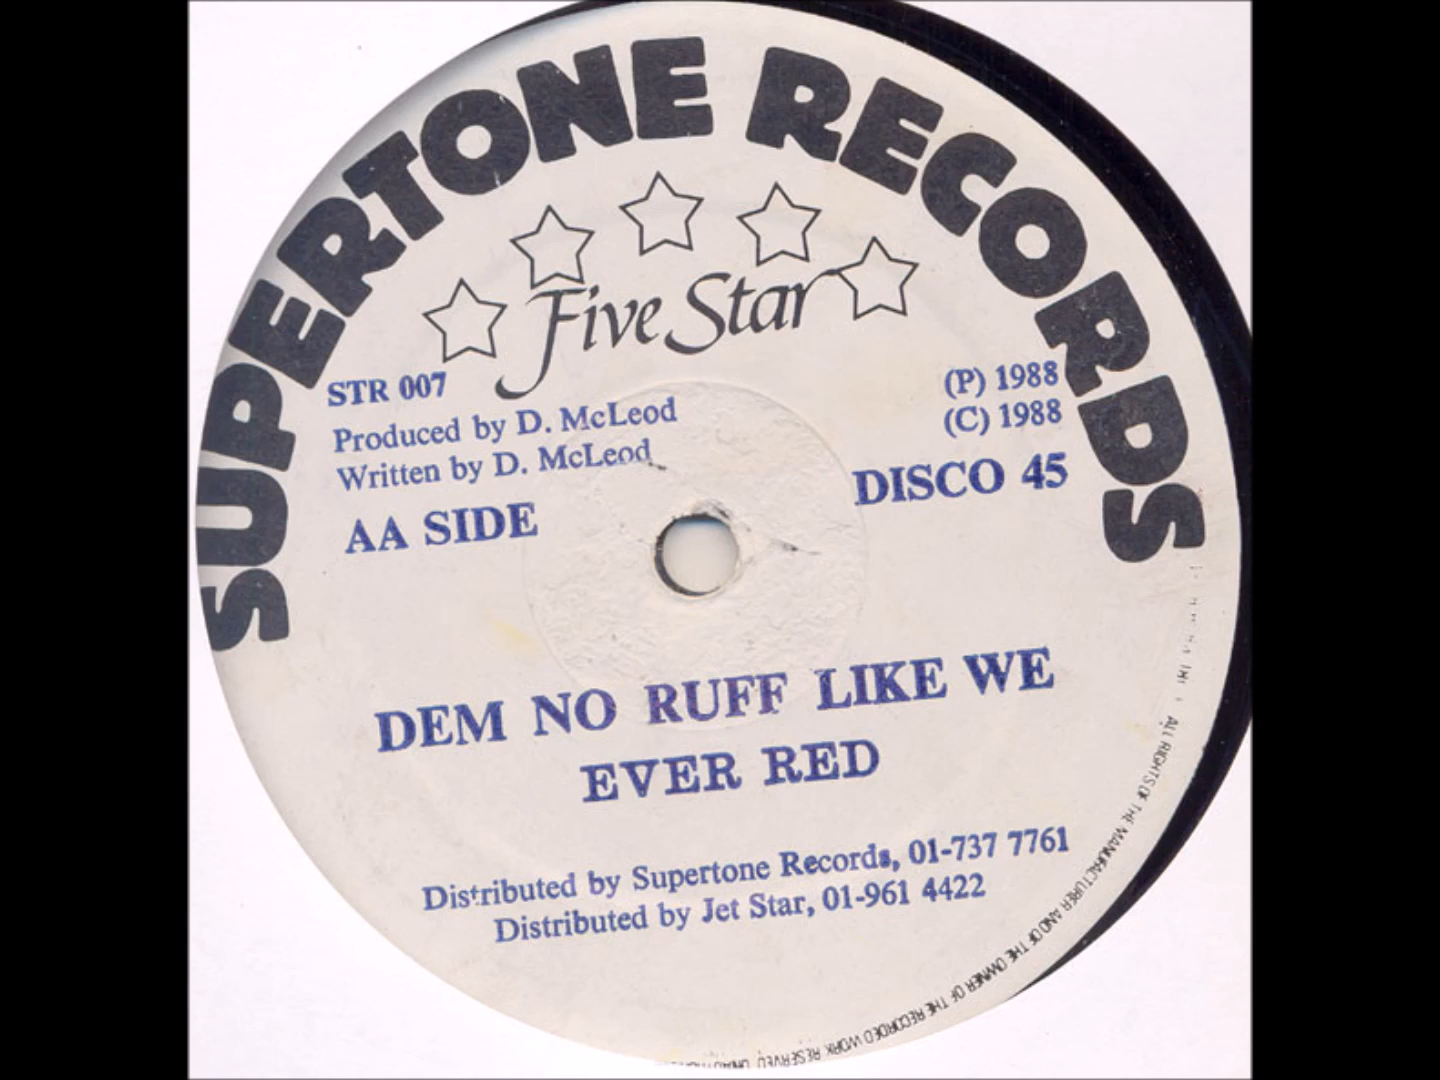 SUPERTONE RECORDS
Five Star
STR 007
Produced by D. McLeod
Written by D. McLeod
AA SIDE
(P) 1988
(C) 1988
DISCO 45
DEM NO RUFF LIKE WE
EVER RED
Distributed by Supertone Records, 01-737 7761
Distributed by Jet Star, 01-961 4422
ALL RIGHTS OF THE MANUFACTURER AND OF THE OWNER OF THE RECORDED WORK RESERVED